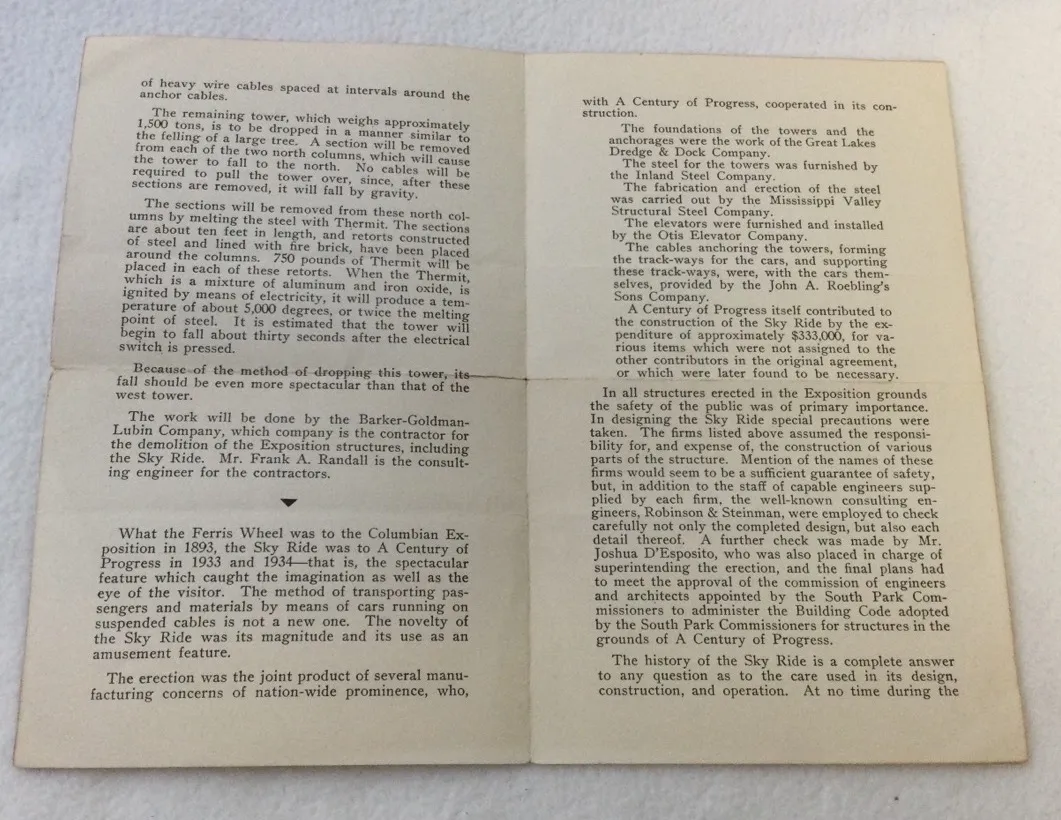 of heavy wire cables spaced at intervals around the
anchor cables.
The remaining tower, which weighs approximately
1,500 tons, is to be dropped in a manner similar to
the felling of a large tree. A section will be removed
from each of the two north columns, which will cause
the tower to fall to the north. No cables will be
required to pull the tower over, since, after these
sections are removed, it will fall by gravity.
The sections will be removed from these north col-
umns by melting the steel with Thermit. The sections
are about ten feet in length, and retorts constructed
of steel and lined with fire brick, have been placed
around the columns. 750 pounds of Thermit will be
placed in each of these retorts. When the Thermit,
which is a mixture of aluminum and iron oxide, is
ignited by means of electricity, it will produce a tem-
perature of about 5,000 degrees, or twice the melting
point of steel. It is estimated that the tower will
begin to fall about thirty seconds after the electrical
switch is pressed.
Because of the method of dropping this tower, its
fall should be even more spectacular than that of the
west tower.
The work will be done by the Barker-Goldman-
Lubin Company, which company is the contractor for
the demolition of the Exposition structures, including
the Sky Ride. Mr. Frank A. Randall is the consult-
ing engineer for the contractors.
What the Ferris Wheel was to the Columbian Ex-
position in 1893, the Sky Ride was to A Century of
Progress in 1933 and 1934—that is, the spectacular
feature which caught the imagination as well as the
eye of the visitor. The method of transporting pas-
sengers and materials by means of cars running on
suspended cables is not a new one. The novelty of
the Sky Ride was its magnitude and its use as an
amusement feature.
The erection was the joint product of several manu-
facturing concerns of nation-wide prominence, who,
with A Century of Progress, cooperated in its con-
struction.
The foundations of the towers and the
anchorages were the work of the Great Lakes
Dredge & Dock Company.
The steel for the towers was furnished by
the Inland Steel Company.
The fabrication and erection of the steel
was carried out by the Mississippi Valley
Structural Steel Company.
The elevators were furnished and installed
by the Otis Elevator Company.
The cables anchoring the towers, forming
the track-ways for the cars, and supporting
these track-ways, were, with the cars them-
selves, provided by the John A. Roebling's
Sons Company.
A Century of Progress itself contributed to
the construction of the Sky Ride by the ex-
penditure of approximately $333,000, for va-
rious items which were not assigned to the
other contributors in the original agreement,
or which were later found to be necessary.
In all structures erected in the Exposition grounds
the safety of the public was of primary importance.
In designing the Sky Ride special precautions were
taken. The firms listed above assumed the responsi-
bility for, and expense of, the construction of various
parts of the structure. Mention of the names of these
firms would seem to be a sufficient guarantee of safety,
but, in addition to the staff of capable engineers sup-
plied by each firm, the well-known consulting en-
gineers, Robinson & Steinman, were employed to check
carefully not only the completed design, but also each
detail thereof. A further check was made by Mr.
Joshua D'Esposito, who was also placed in charge of
superintending the erection, and the final plans had
to meet the approval of the commission of engineers
and architects appointed by the South Park Com-
missioners to administer the Building Code adopted
by the South Park Commissioners for structures in the
grounds of A Century of Progress.
The history of the Sky Ride is a complete answer
to any question as to the care used in its design,
construction, and operation. At no time during the